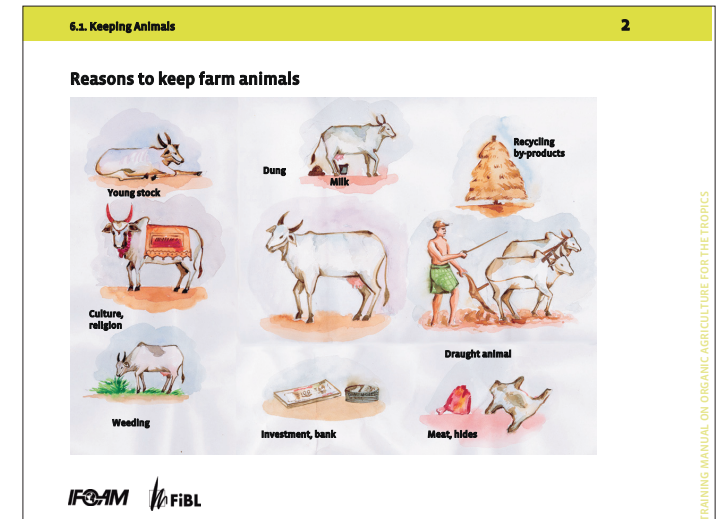 6.1. Keeping Animals
2
Reasons to keep farm animals
Young stock
Dung
Milk
Recycling
by-products
Culture,
religion
Draught animal
Weeding
Investment, bank
Meat, hides
IFOAM
FiBL
TRAINING MANUAL ON ORGANIC AGRICULTURE FOR THE TROPICS